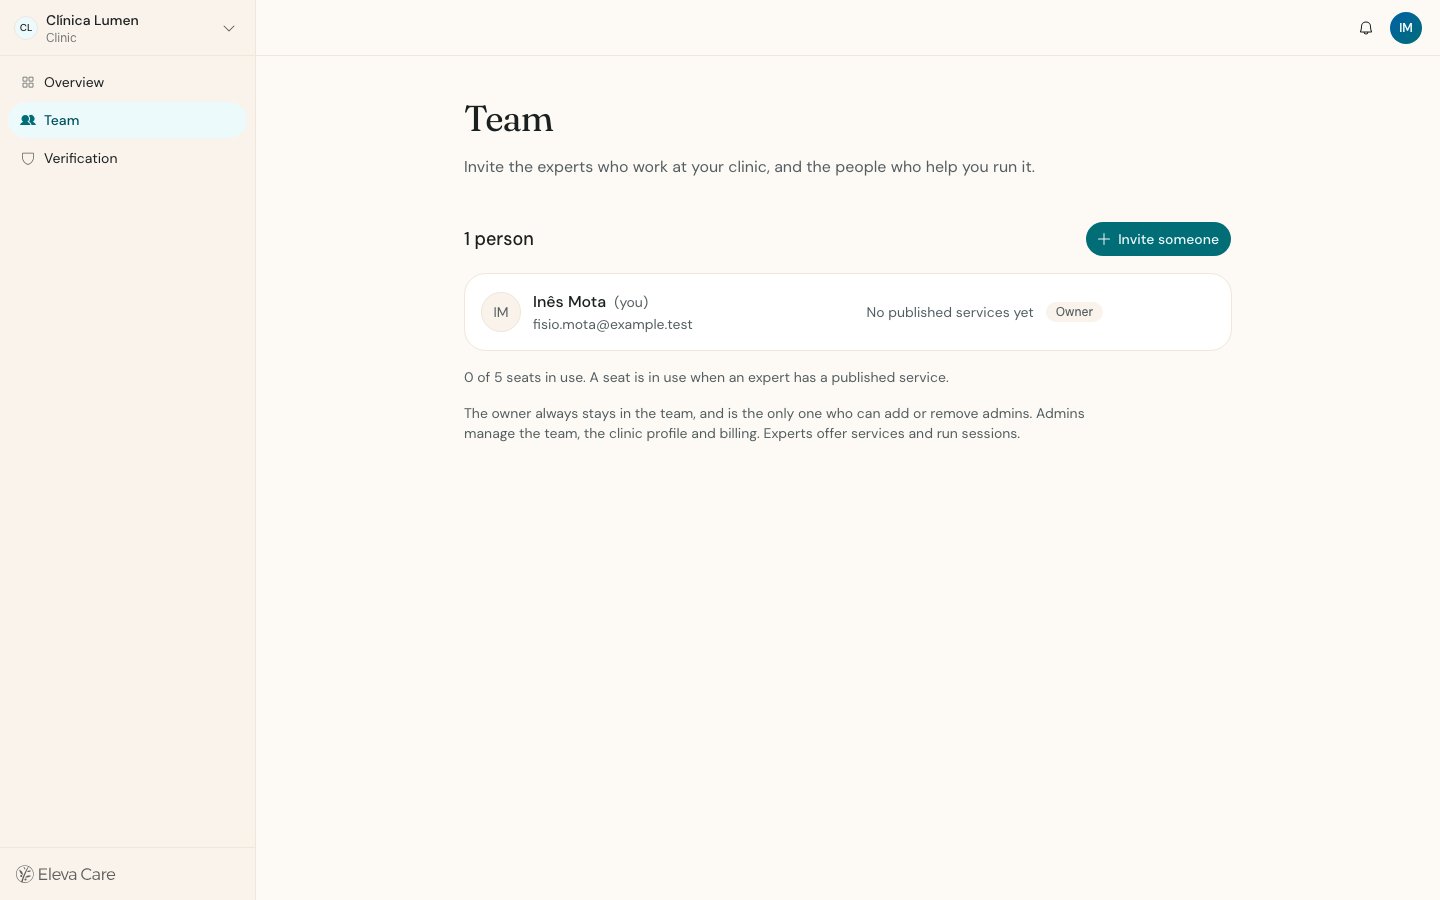 CL
Clínica Lumen
Clinic
IM
Overview
Team
Verification
Team
Invite the experts who work at your clinic, and the people who help you run it.
1 person
Invite someone
IM
Inês Mota (you)
fisio.mota@example.test
No published services yet
Owner
0 of 5 seats in use. A seat is in use when an expert has a published service.
The owner always stays in the team, and is the only one who can add or remove admins. Admins
manage the team, the clinic profile and billing. Experts offer services and run sessions.
Eleva Care